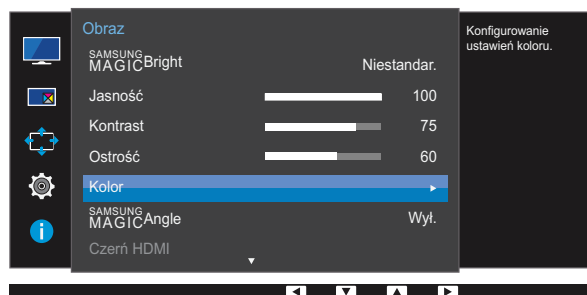 Obraz
SAMSUNG
MAGICBright Niestandar.
Jasność 100
Kontrast 75
Ostrość 60
Kolor
SAMSUNG
MAGICAngle Wył.
Czerń HDMI
Konfigurowanie
ustawień koloru.